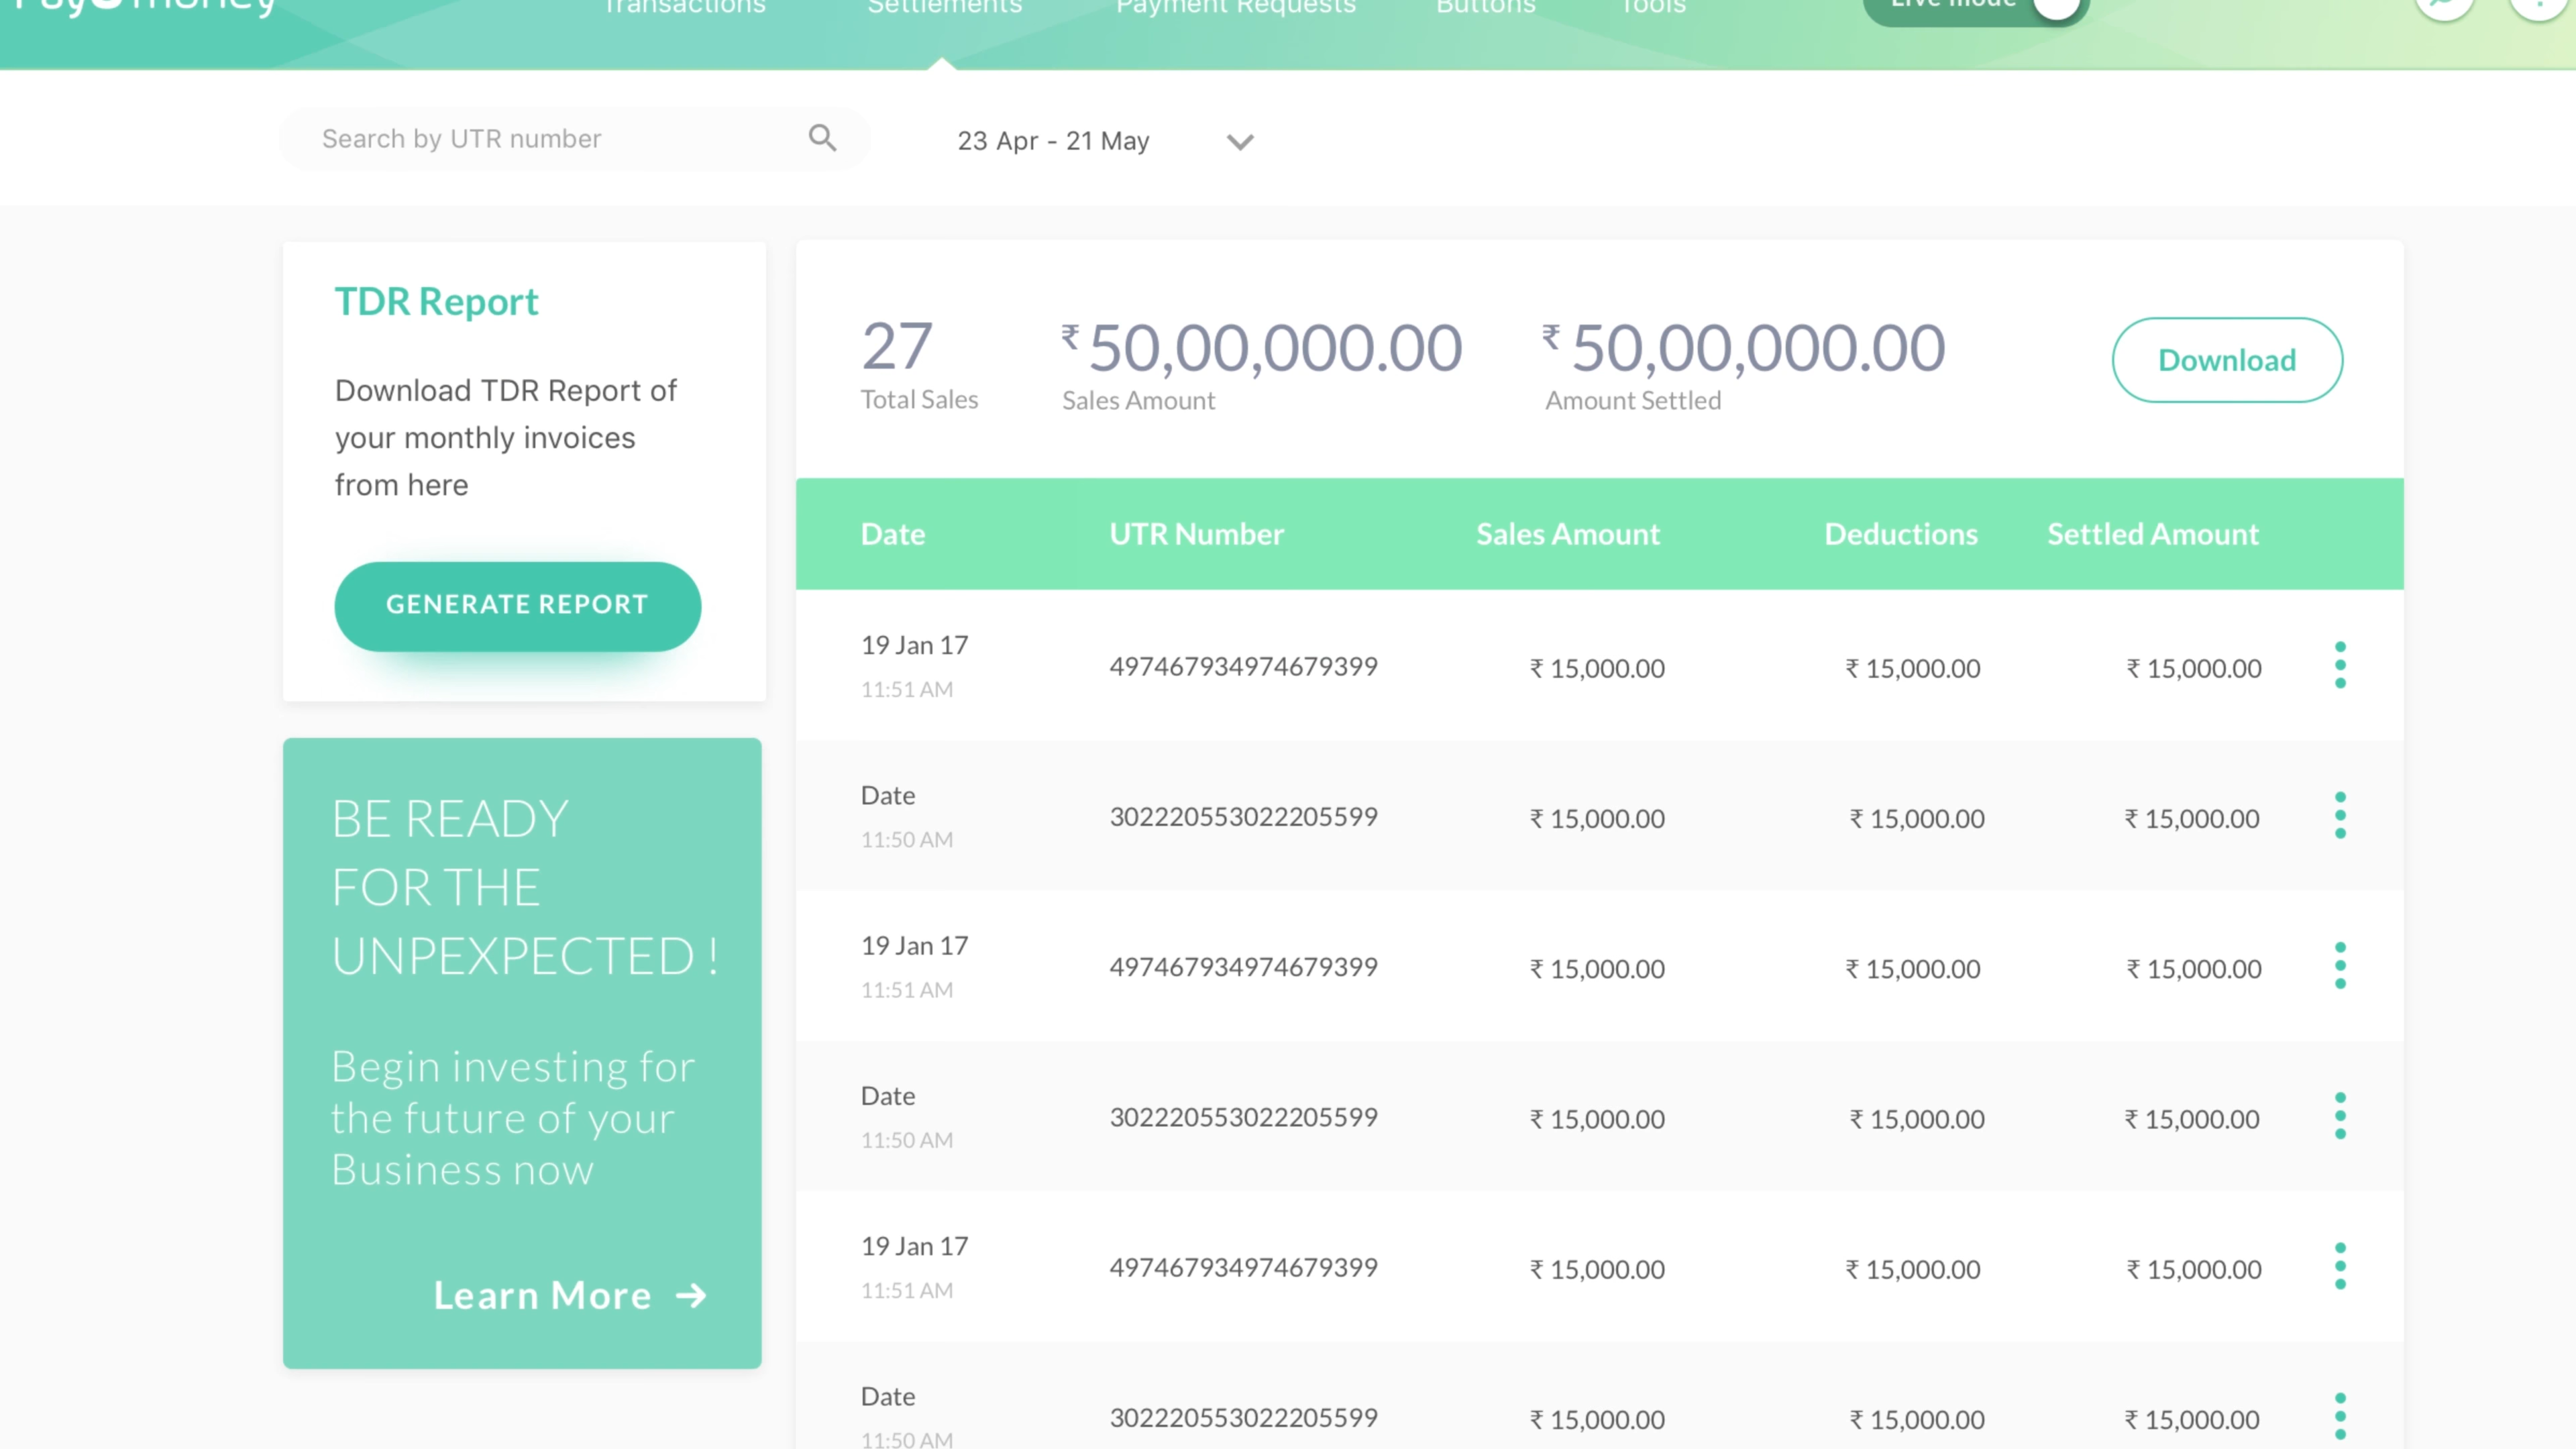 PayUmoney
Transactions Settlements Payment Requests Buttons Tools Live mode
Search by UTR number
23 Apr - 21 May
TDR Report
Download TDR Report of
your monthly invoices
from here
GENERATE REPORT
BE READY
FOR THE
UNPEXPECTED !
Begin investing for
the future of your
Business now
Learn More →
27 ₹50,00,000.00 ₹50,00,000.00
Total Sales Sales Amount Amount Settled
Download
Date UTR Number Sales Amount Deductions Settled Amount
19 Jan 17
11:51 AM
497467934974679399 ₹ 15,000.00 ₹ 15,000.00 ₹ 15,000.00
Date
11:50 AM
302220553022205599 ₹ 15,000.00 ₹ 15,000.00 ₹ 15,000.00
19 Jan 17
11:51 AM
497467934974679399 ₹ 15,000.00 ₹ 15,000.00 ₹ 15,000.00
Date
11:50 AM
302220553022205599 ₹ 15,000.00 ₹ 15,000.00 ₹ 15,000.00
19 Jan 17
11:51 AM
497467934974679399 ₹ 15,000.00 ₹ 15,000.00 ₹ 15,000.00
Date
11:50 AM
302220553022205599 ₹ 15,000.00 ₹ 15,000.00 ₹ 15,000.00